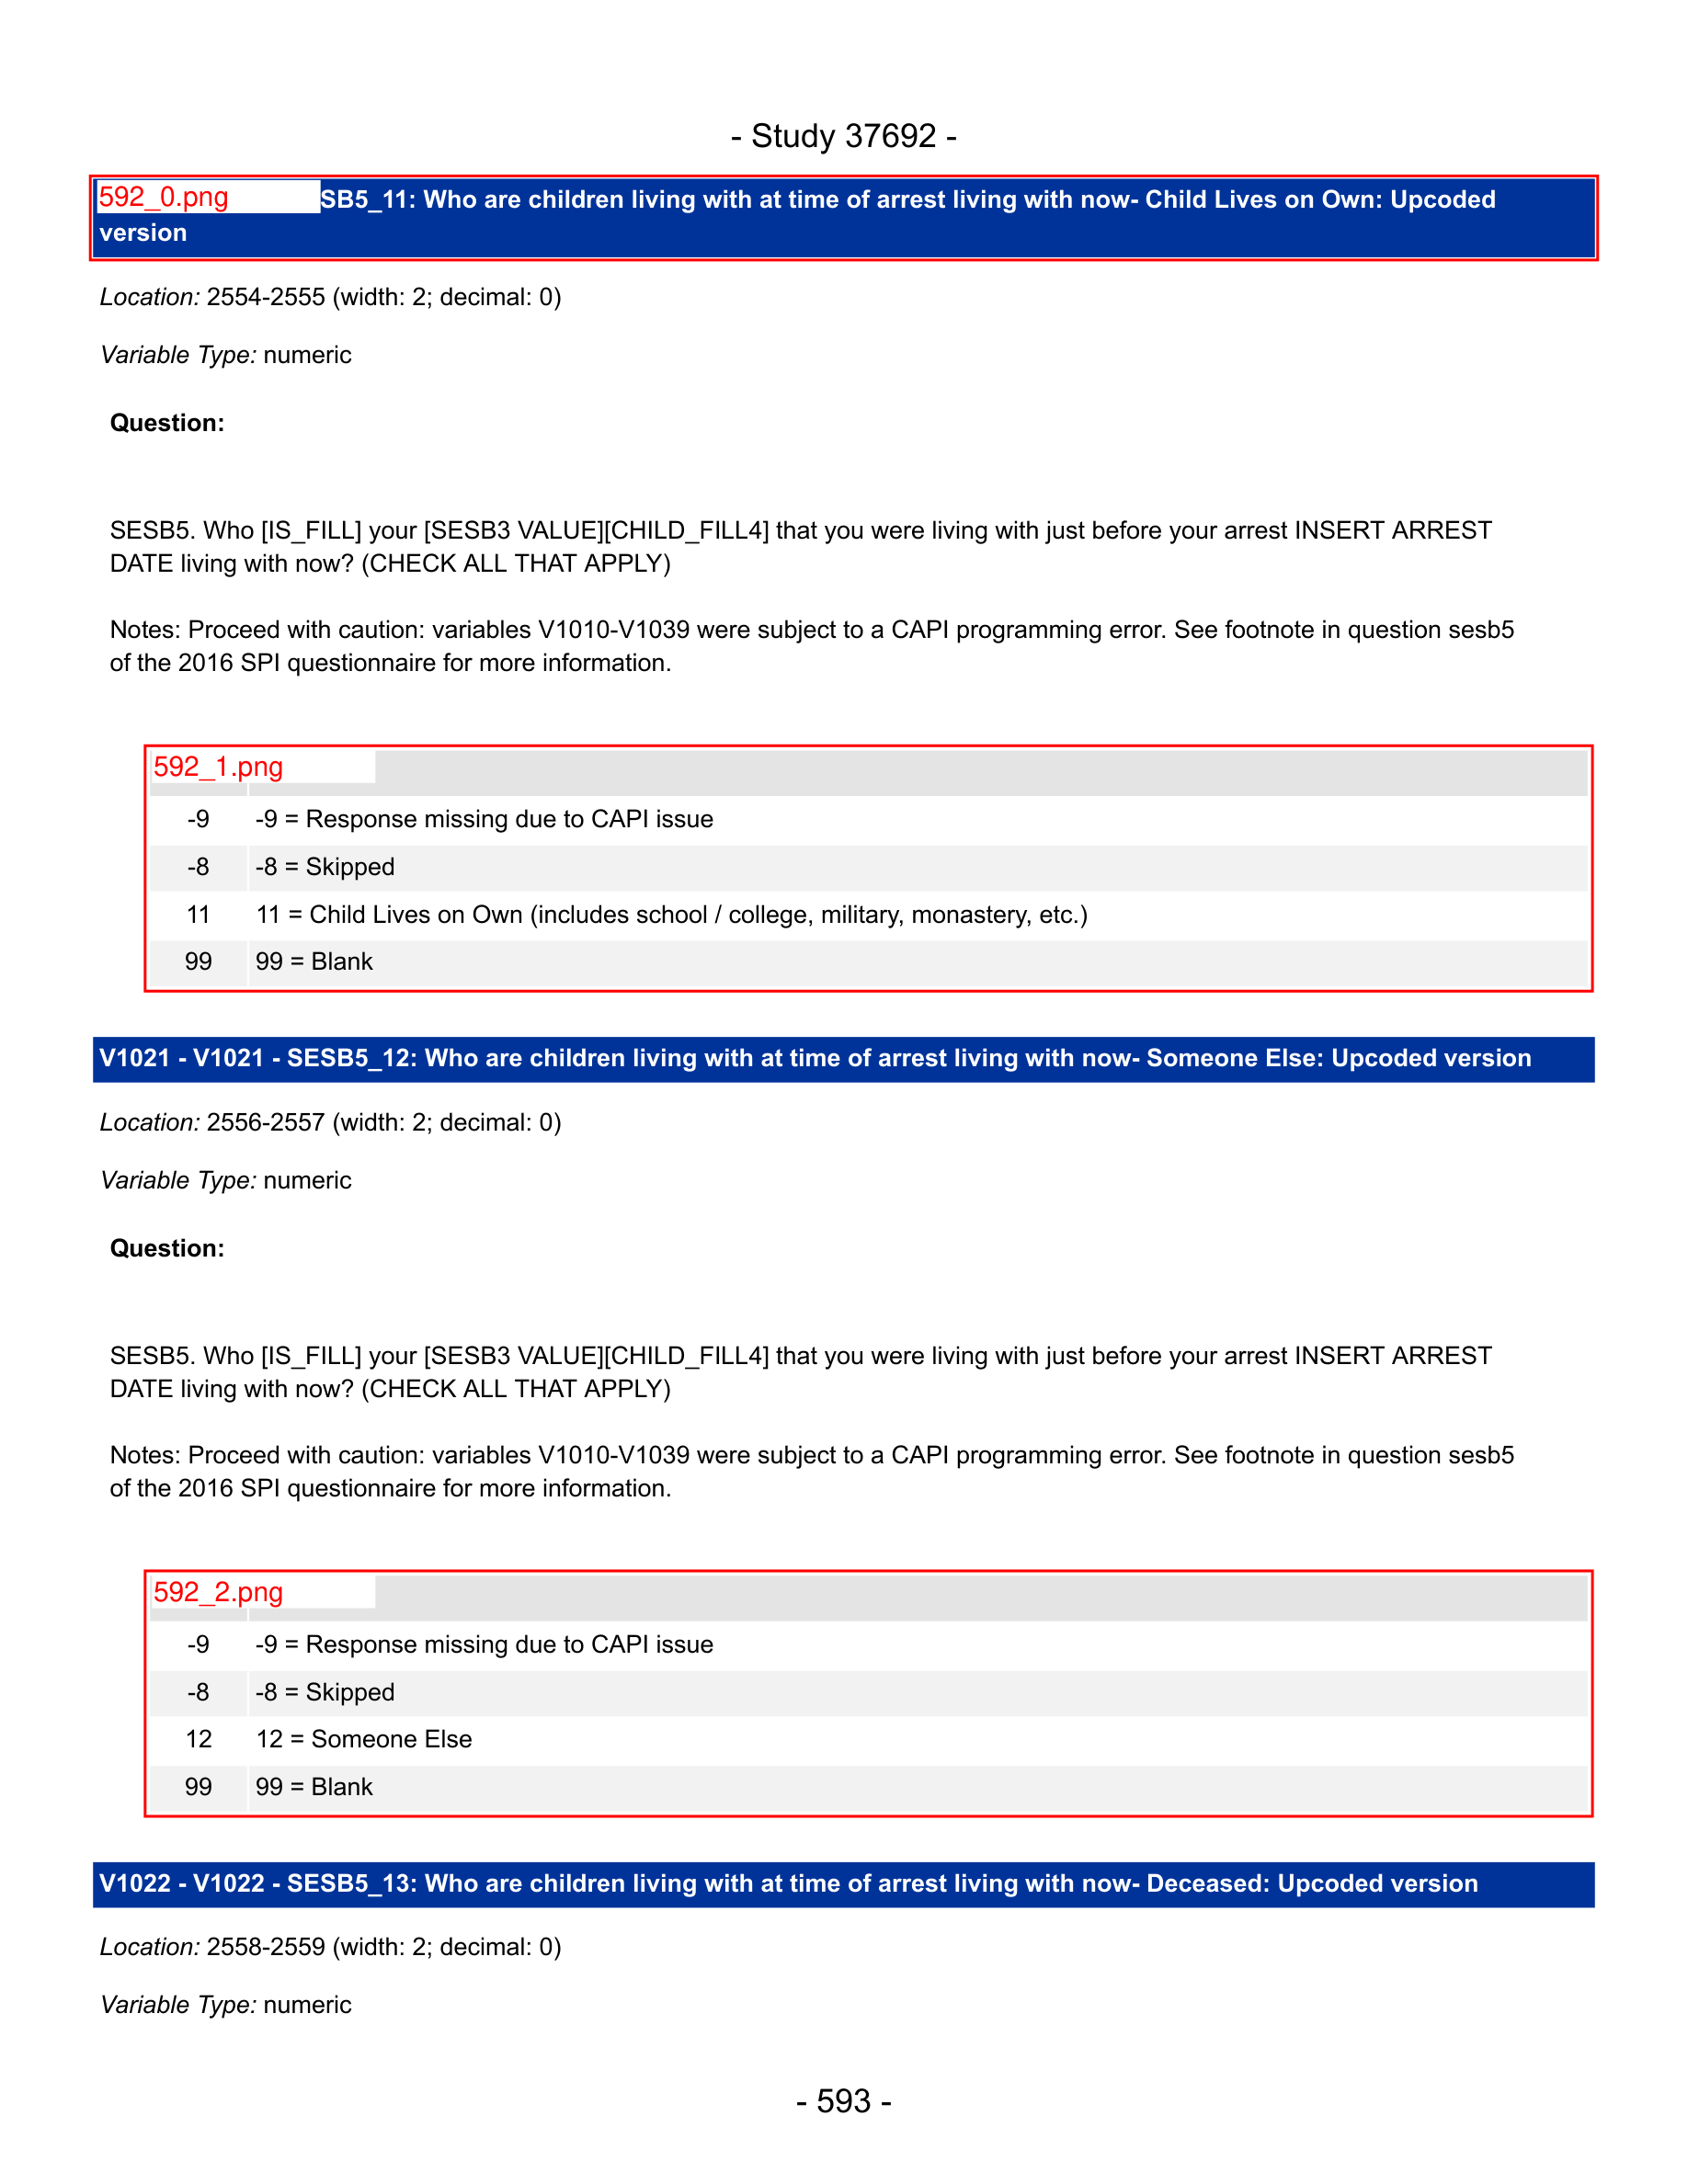 - Study 37692 -
592_0.png SB5_11: Who are children living with at time of arrest living with now- Child Lives on Own: Upcoded
version
Location: 2554-2555 (width: 2; decimal: 0)
Variable Type: numeric
Question:
SESB5. Who [IS_FILL] your [SESB3 VALUE][CHILD_FILL4] that you were living with just before your arrest INSERT ARREST
DATE living with now? (CHECK ALL THAT APPLY)
Notes: Proceed with caution: variables V1010-V1039 were subject to a CAPI programming error. See footnote in question sesb5
of the 2016 SPI questionnaire for more information.
592_1.png
-9 -9 = Response missing due to CAPI issue
-8 -8 = Skipped
11 11 = Child Lives on Own (includes school / college, military, monastery, etc.)
99 99 = Blank
V1021 - V1021 - SESB5_12: Who are children living with at time of arrest living with now- Someone Else: Upcoded version
Location: 2556-2557 (width: 2; decimal: 0)
Variable Type: numeric
Question:
SESB5. Who [IS_FILL] your [SESB3 VALUE][CHILD_FILL4] that you were living with just before your arrest INSERT ARREST
DATE living with now? (CHECK ALL THAT APPLY)
Notes: Proceed with caution: variables V1010-V1039 were subject to a CAPI programming error. See footnote in question sesb5
of the 2016 SPI questionnaire for more information.
592_2.png
-9 -9 = Response missing due to CAPI issue
-8 -8 = Skipped
12 12 = Someone Else
99 99 = Blank
V1022 - V1022 - SESB5_13: Who are children living with at time of arrest living with now- Deceased: Upcoded version
Location: 2558-2559 (width: 2; decimal: 0)
Variable Type: numeric
- 593 -